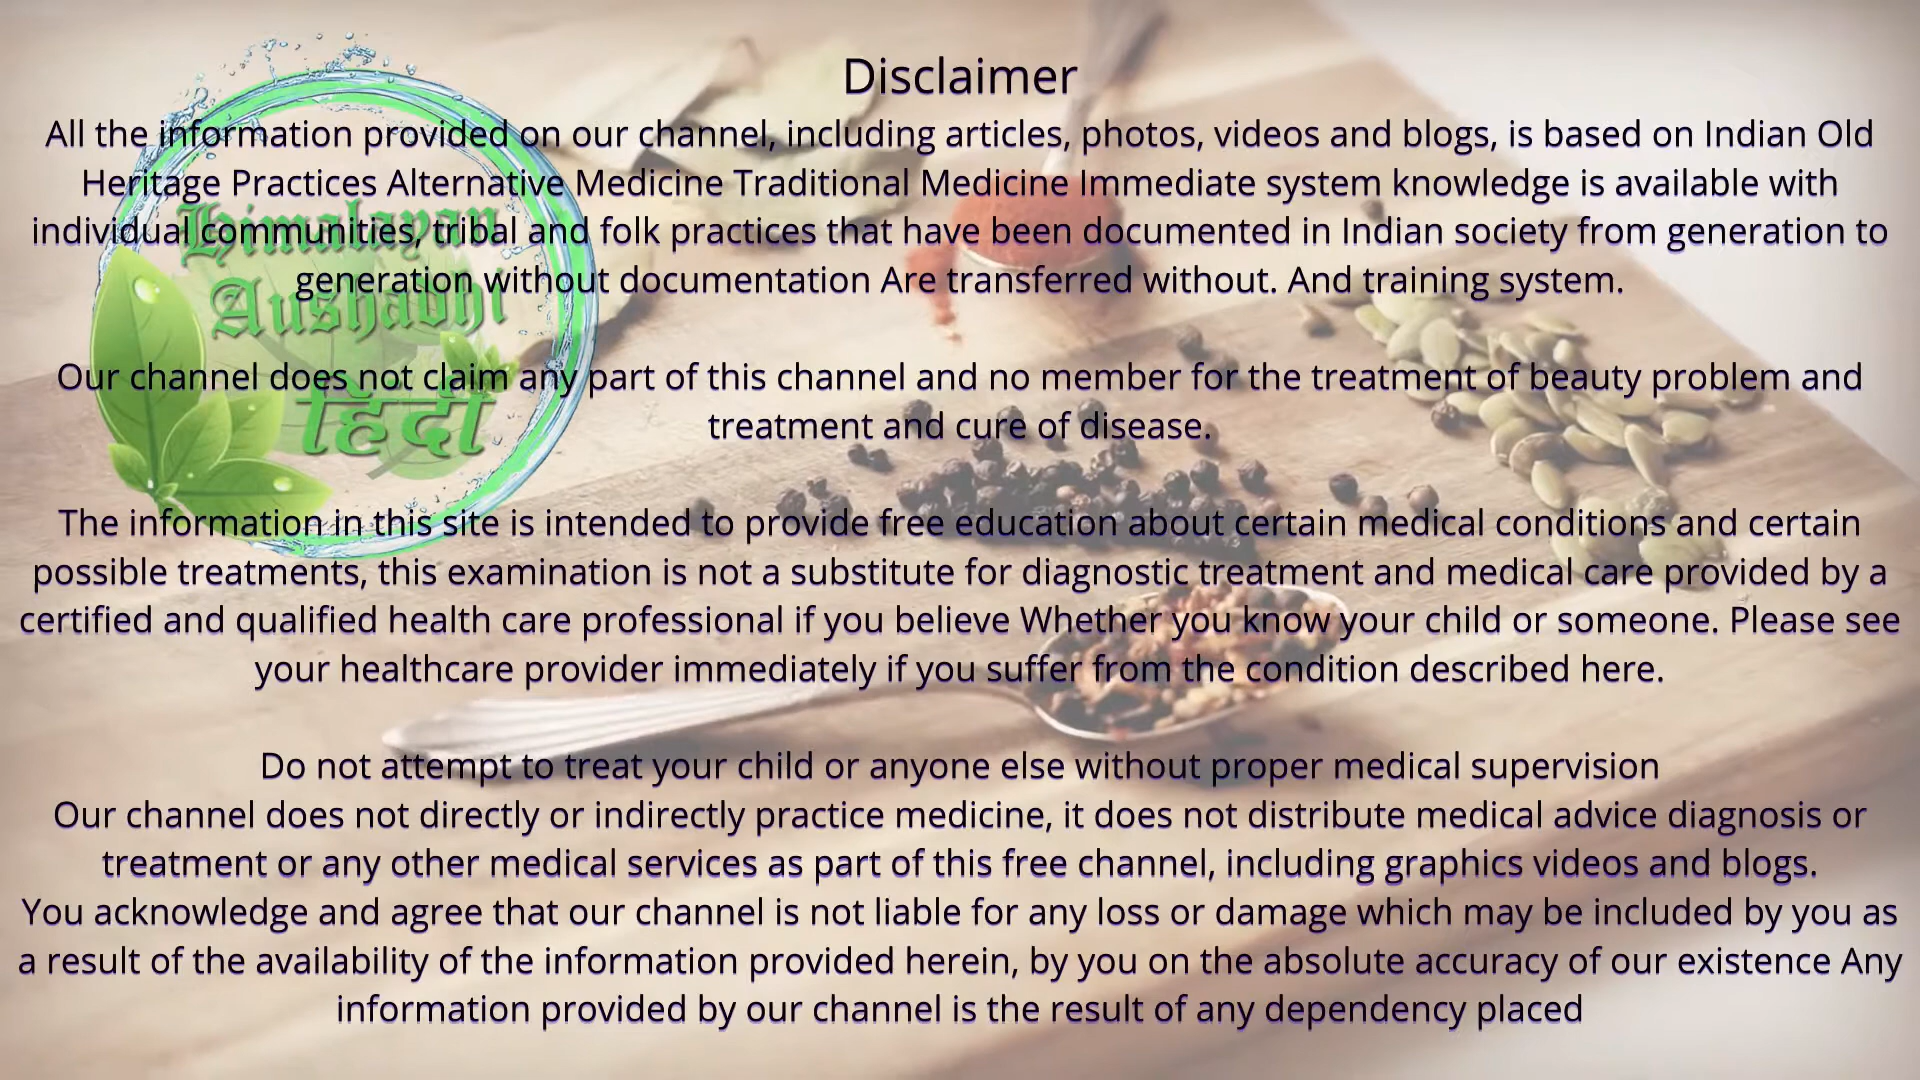 Disclaimer
All the information provided on our channel, including articles, photos, videos and blogs, is based on Indian Old
Heritage Practices Alternative Medicine Traditional Medicine Immediate system knowledge is available with
individual communities, tribal and folk practices that have been documented in Indian society from generation to
generation without documentation Are transferred without. And training system.
Our channel does not claim any part of this channel and no member for the treatment of beauty problem and
treatment and cure of disease.
The information in this site is intended to provide free education about certain medical conditions and certain
possible treatments, this examination is not a substitute for diagnostic treatment and medical care provided by a
certified and qualified health care professional if you believe Whether you know your child or someone. Please see
your healthcare provider immediately if you suffer from the condition described here.
Do not attempt to treat your child or anyone else without proper medical supervision
Our channel does not directly or indirectly practice medicine, it does not distribute medical advice diagnosis or
treatment or any other medical services as part of this free channel, including graphics videos and blogs.
You acknowledge and agree that our channel is not liable for any loss or damage which may be included by you as
a result of the availability of the information provided herein, by you on the absolute accuracy of our existence Any
information provided by our channel is the result of any dependency placed
Himalayan
Aushadhi
हिंदी